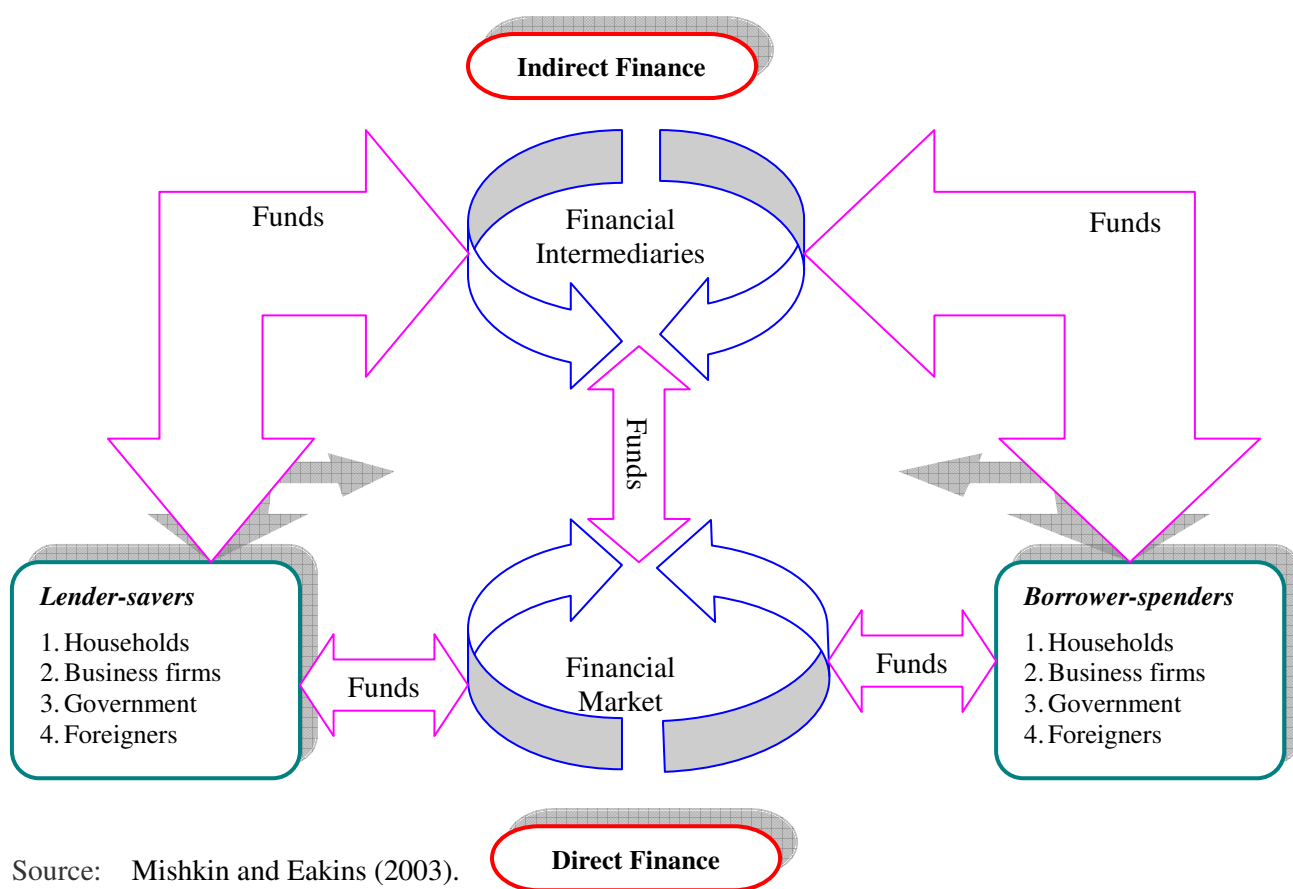 Indirect Finance
Funds
Financial
Intermediaries
Funds
Funds
Lender-savers
1. Households
2. Business firms
3. Government
4. Foreigners
Funds
Financial
Market
Funds
Borrower-spenders
1. Households
2. Business firms
3. Government
4. Foreigners
Direct Finance
Source: Mishkin and Eakins (2003).